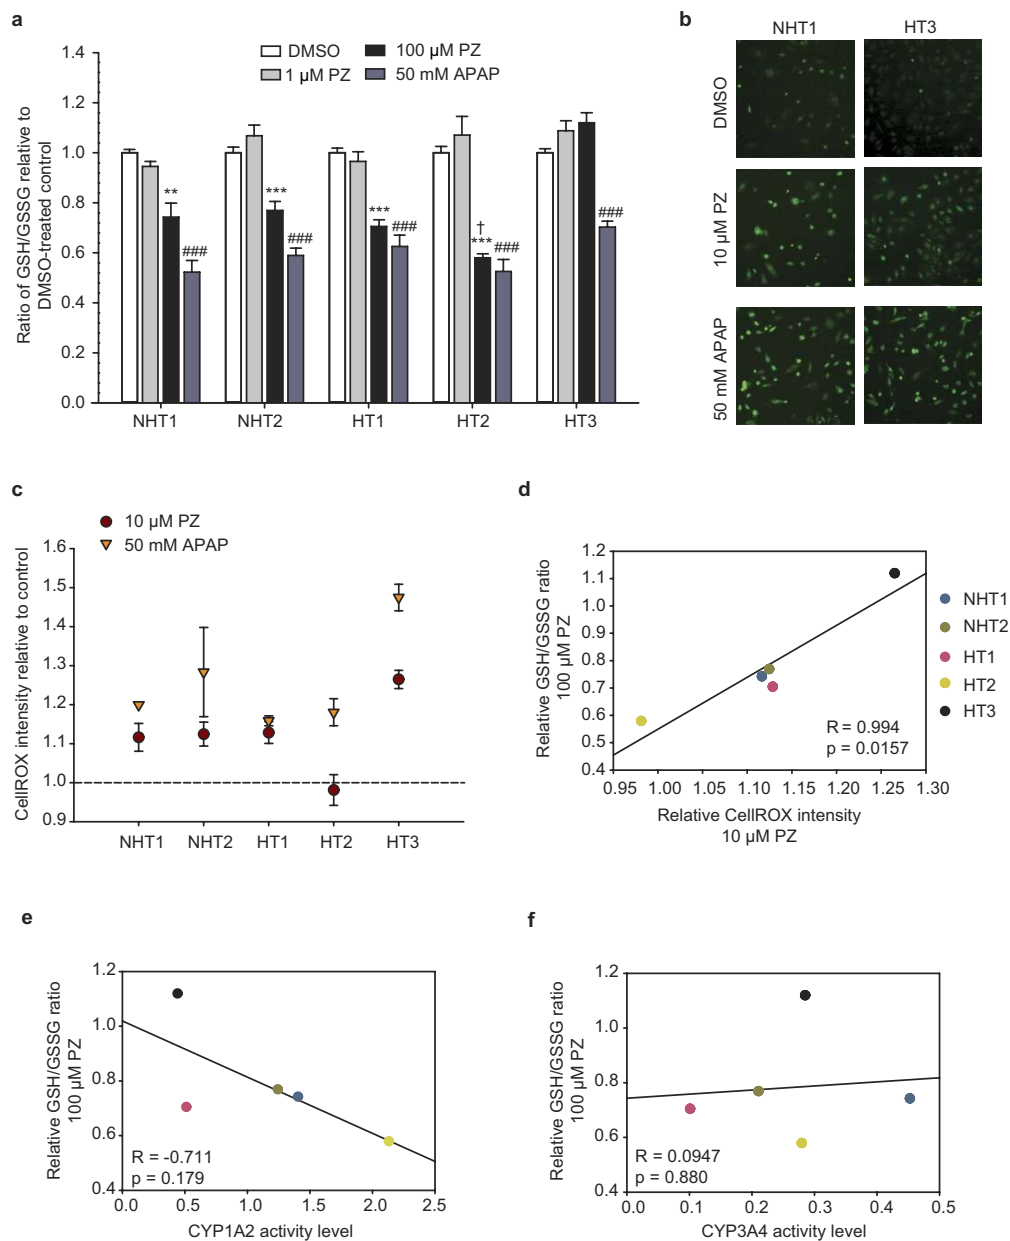 a
DMSO
100 µM PZ
1 µM PZ
50 mM APAP
Ratio of GSH/GSSG relative to
DMSO-treated control
1.4
1.2
1.0
0.8
0.6
0.4
0.2
0.0
**
###
***
###
***
###
†
***
###
###
NHT1
NHT2
HT1
HT2
HT3
b
NHT1
HT3
DMSO
10 µM PZ
50 mM APAP
c
10 µM PZ
50 mM APAP
CellROX intensity relative to control
1.6
1.5
1.4
1.3
1.2
1.1
1.0
0.9
NHT1
NHT2
HT1
HT2
HT3
d
Relative GSH/GSSG ratio
100 µM PZ
1.2
1.1
1.0
0.9
0.8
0.7
0.6
0.5
0.4
R = 0.994
p = 0.0157
0.95
1.00
1.05
1.10
1.15
1.20
1.25
1.30
Relative CellROX intensity
10 µM PZ
NHT1
NHT2
HT1
HT2
HT3
e
Relative GSH/GSSG ratio
100 µM PZ
1.2
1.0
0.8
0.6
0.4
R = -0.711
p = 0.179
0.0
0.5
1.0
1.5
2.0
2.5
CYP1A2 activity level
f
Relative GSH/GSSG ratio
100 µM PZ
1.2
1.0
0.8
0.6
0.4
R = 0.0947
p = 0.880
0.0
0.1
0.2
0.3
0.4
0.5
CYP3A4 activity level